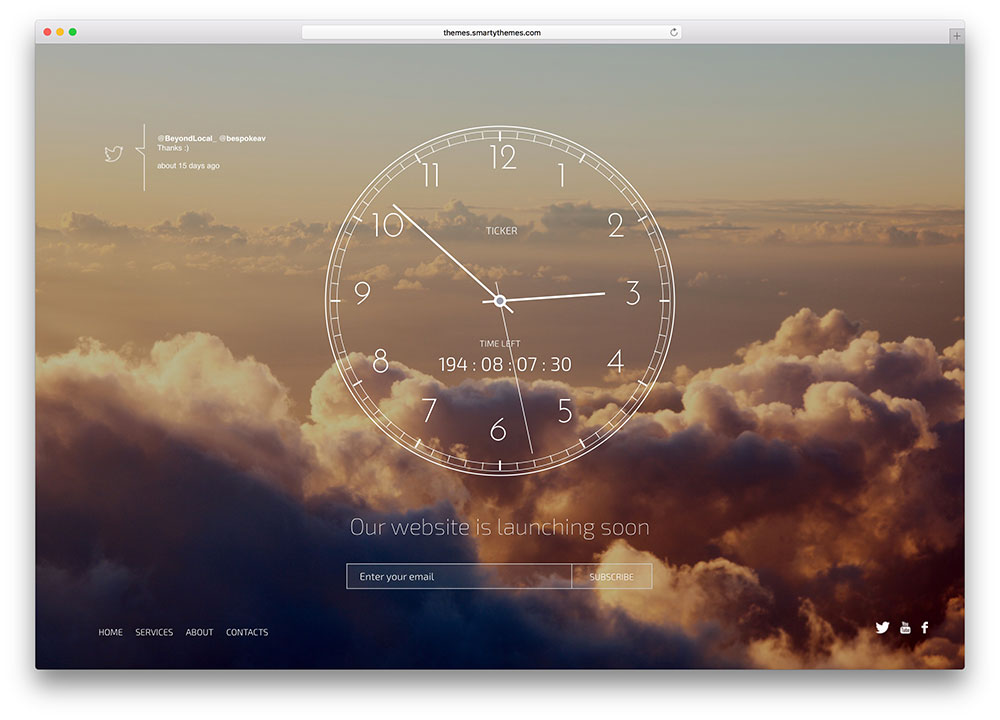 themes.smartythemes.com
@BeyondLocal_ @bespokeav
Thanks :)
about 15 days ago
12
11 1
10 2
TICKER
9 3
TIME LEFT
194 : 08 : 07 : 30
8 4
7 5
6
Our website is launching soon
Enter your email SUBSCRIBE
HOME SERVICES ABOUT CONTACTS
You Tube